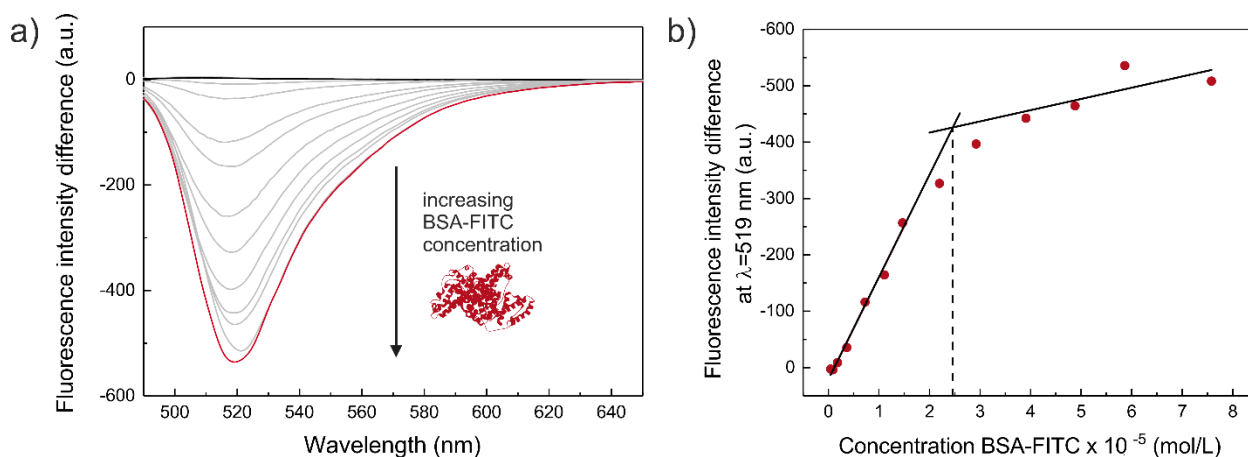 a)
Fluorescence intensity difference (a.u.)
0
-200
-400
-600
500
520
540
560
580
600
620
640
Wavelength (nm)
increasing
BSA-FITC
concentration
b)
Fluorescence intensity difference
at λ=519 nm (a.u.)
-600
-500
-400
-300
-200
-100
0
0
1
2
3
4
5
6
7
8
Concentration BSA-FITC x 10 -5 (mol/L)